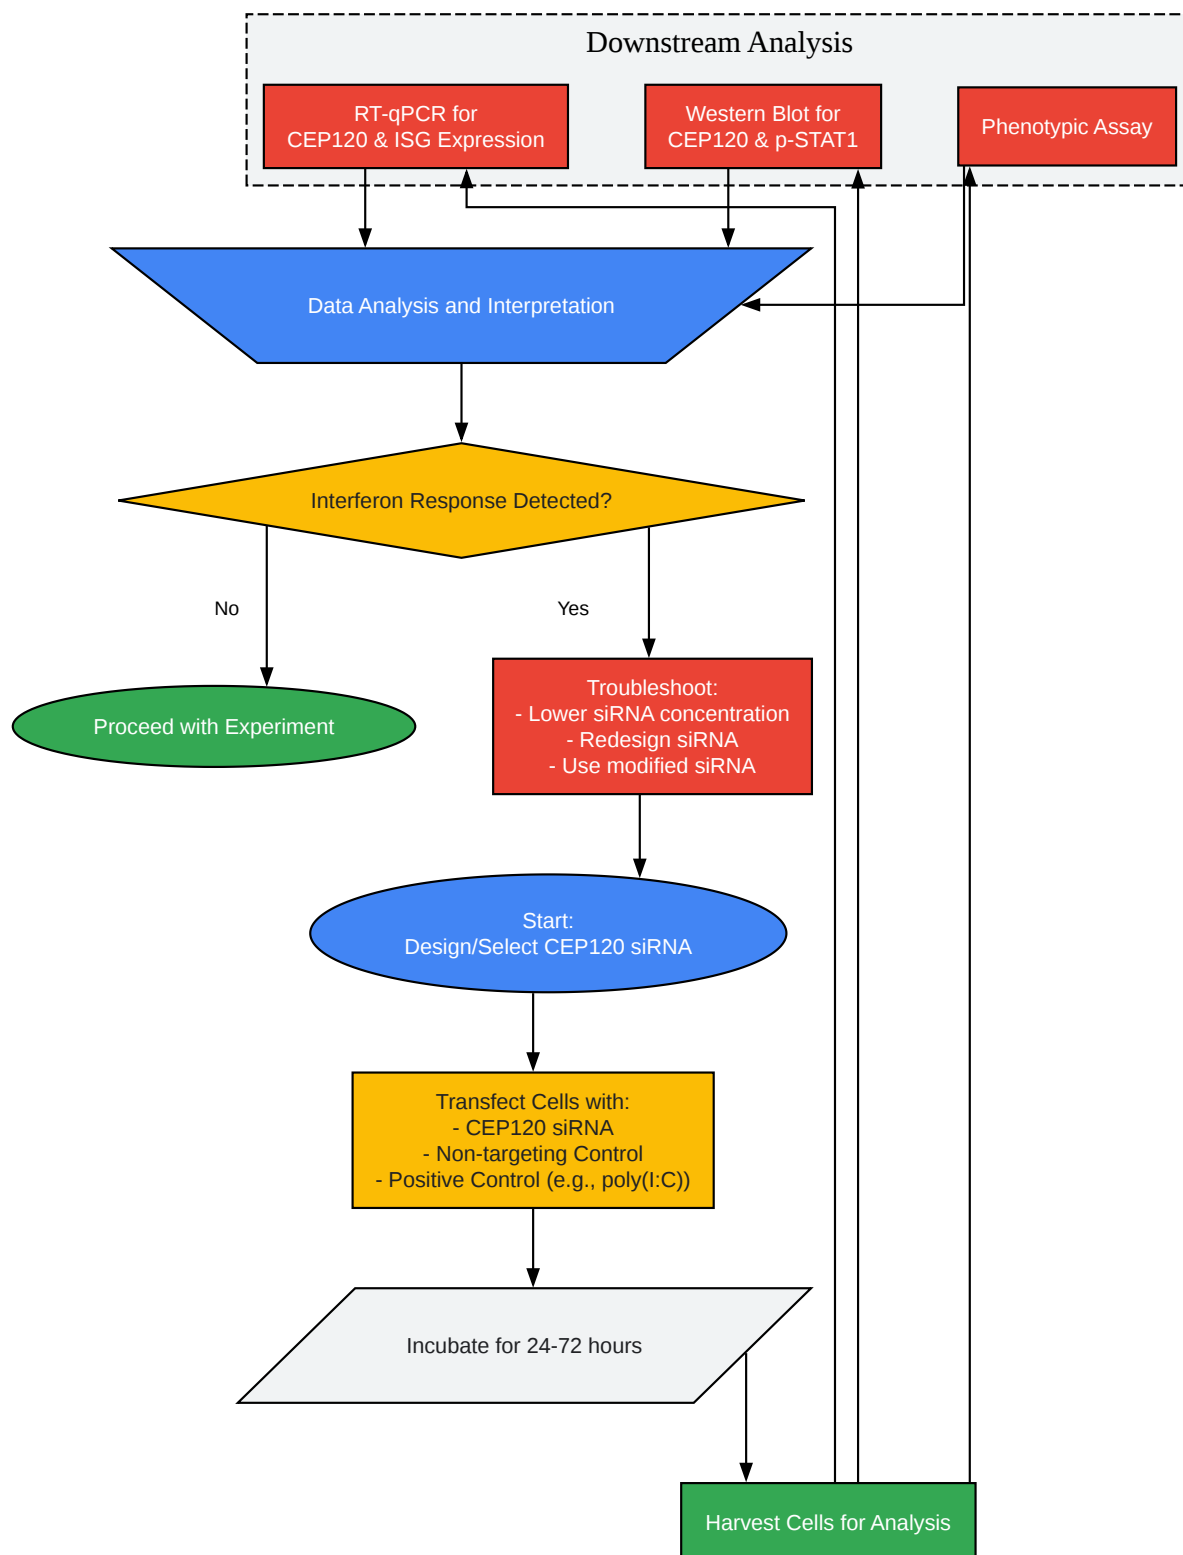 Downstream Analysis
RT-qPCR for
CEP120 & ISG Expression
Western Blot for
CEP120 & p-STAT1
Phenotypic Assay
Data Analysis and Interpretation
Interferon Response Detected?
No
Yes
Proceed with Experiment
Troubleshoot:
- Lower siRNA concentration
- Redesign siRNA
- Use modified siRNA
Start:
Design/Select CEP120 siRNA
Transfect Cells with:
- CEP120 siRNA
- Non-targeting Control
- Positive Control (e.g., poly(I:C))
Incubate for 24-72 hours
Harvest Cells for Analysis